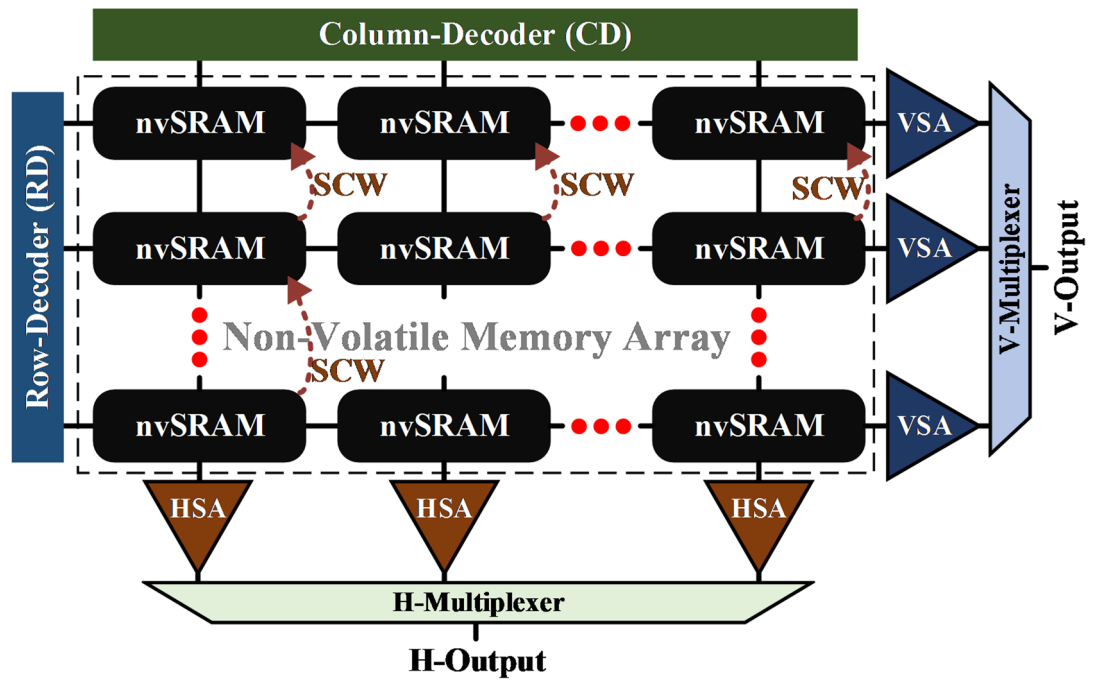 Column-Decoder (CD)
Row-Decoder (RD)
nvSRAM
nvSRAM
nvSRAM
VSA
SCW
SCW
SCW
nvSRAM
nvSRAM
nvSRAM
VSA
V-Multiplexer
V-Output
Non-Volatile Memory Array
SCW
nvSRAM
nvSRAM
nvSRAM
VSA
HSA
HSA
HSA
H-Multiplexer
H-Output